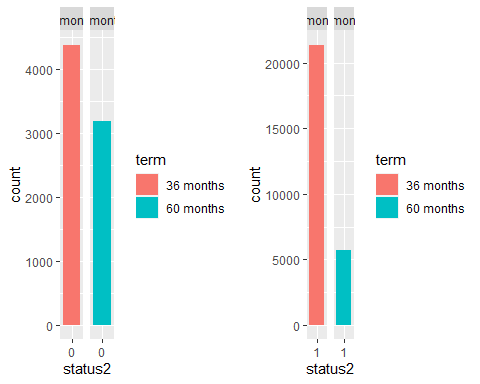 mon
mont
4000
3000
2000
1000
0
count
0 0
status2
term
36 months
60 months
mon
mon
20000
15000
10000
5000
0
count
1 1
status2
term
36 months
60 months